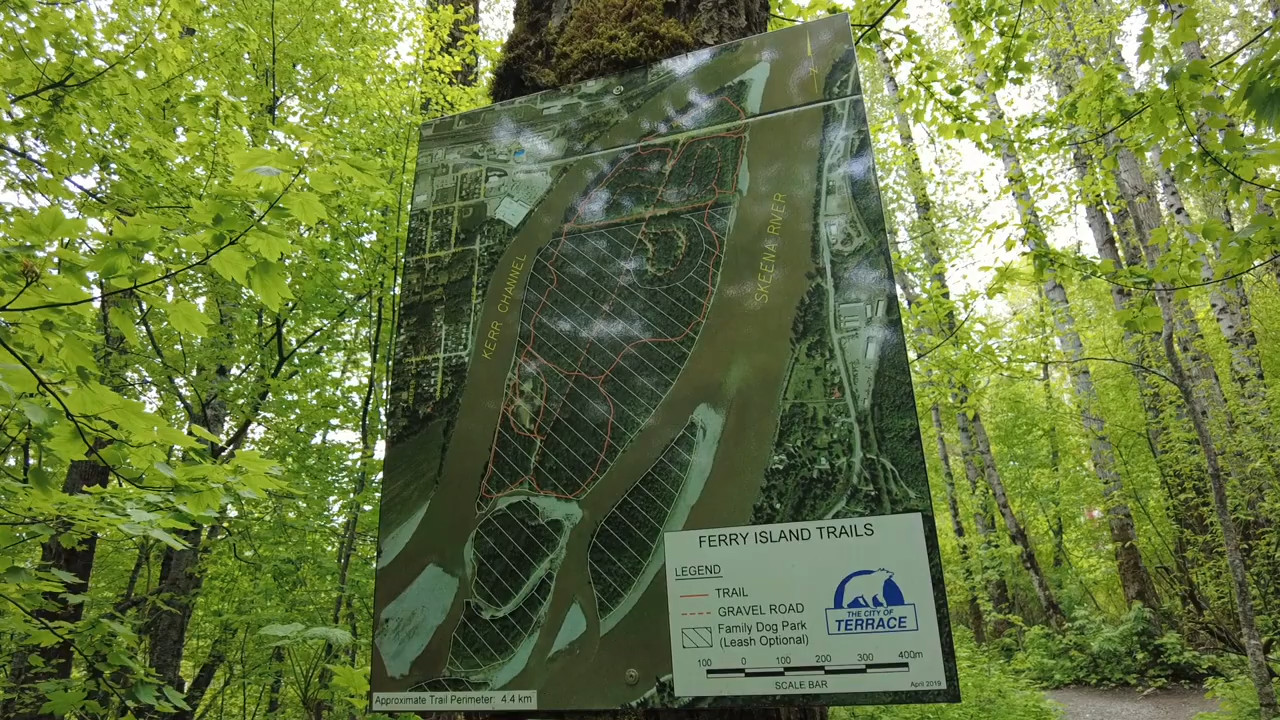 KERR CHANNEL
SKEENA RIVER
FERRY ISLAND TRAILS
LEGEND
TRAIL
GRAVEL ROAD
Family Dog Park
(Leash Optional)
THE CITY OF
TERRACE
100 0 100 200 300 400m
SCALE BAR
April 2019
Approximate Trail Perimeter: 4.4 km